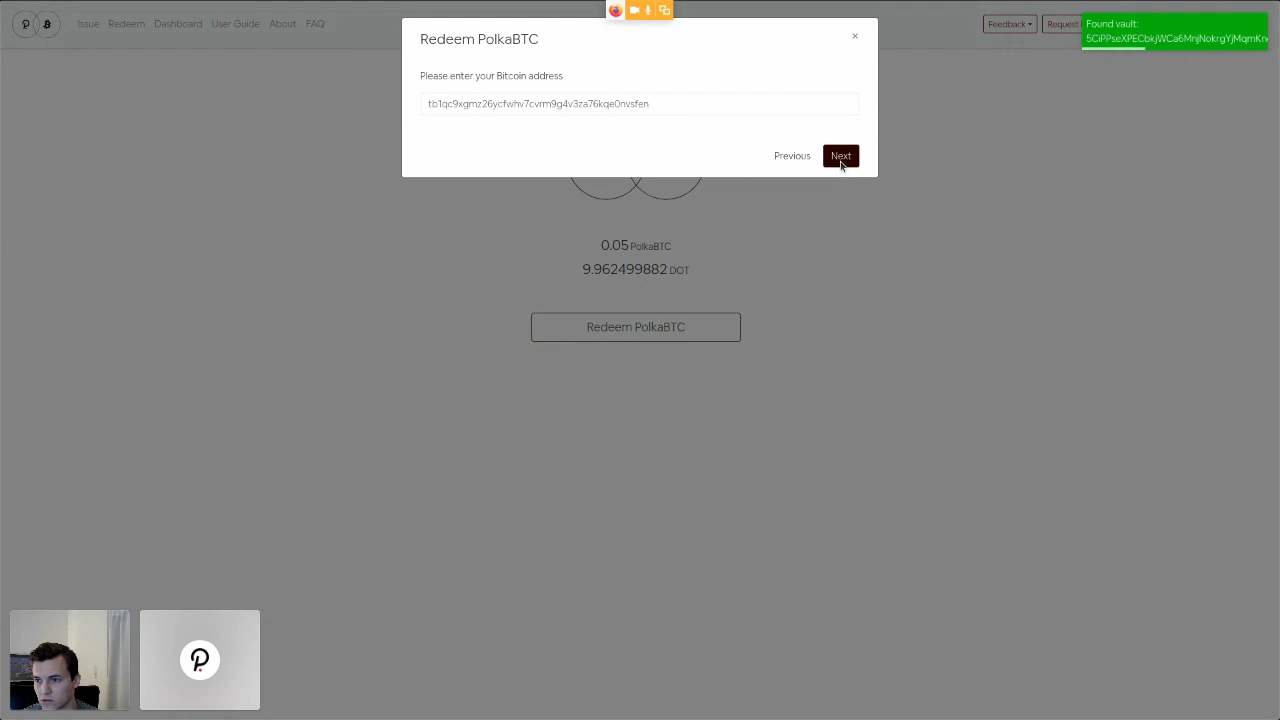 Issue Redeem Dashboard User Guide About FAQ
Feedback
Request
Found vault:
Redeem PolkaBTC
×
Please enter your Bitcoin address
tb1qc9xgmz26ycfwhv7cvrm9g4v3za76kqe0nvsfen
Previous
Next
0.05 PolkaBTC
9.962499882 DOT
Redeem PolkaBTC